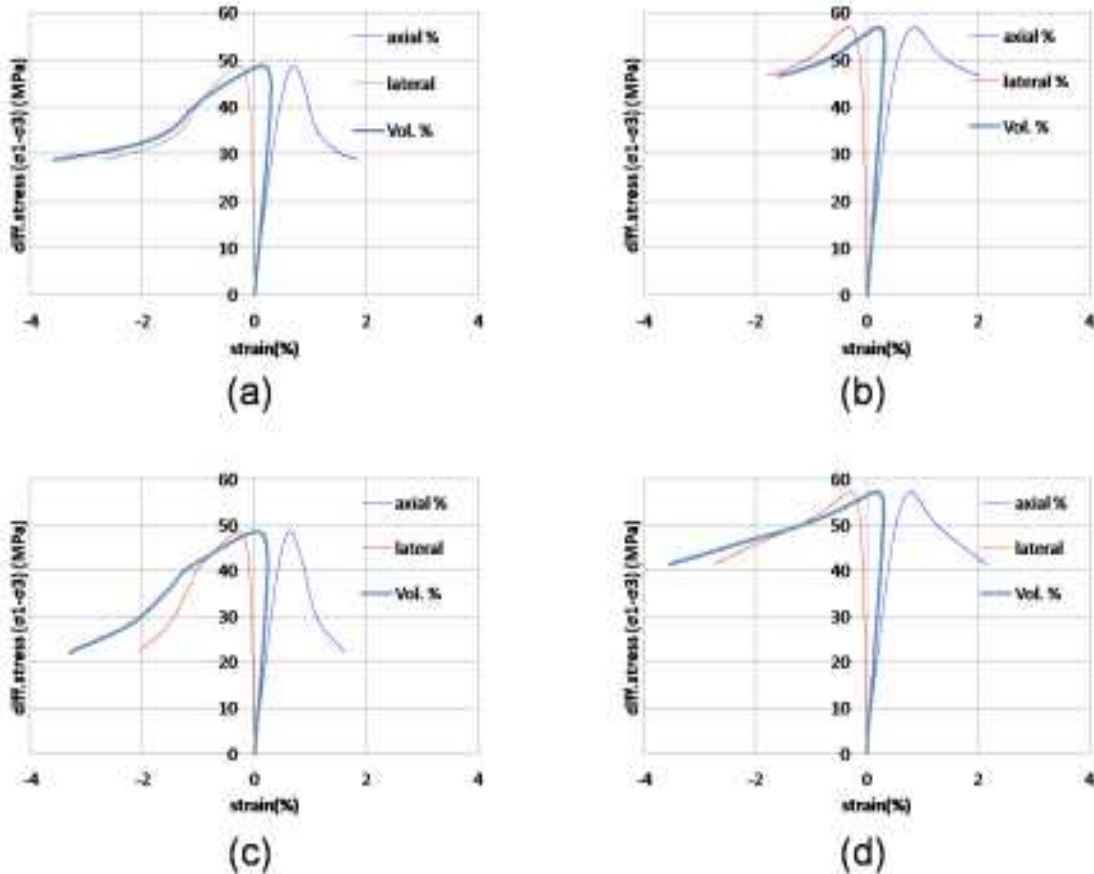 60
50
40
30
20
10
0
-4 -2 0 2 4
diff.stress (σ1-σ3) (MPa)
strain(%)
axial %
lateral
Vol. %
(a)
60
50
40
30
20
10
0
-4 -2 0 2 4
diff.stress (σ1-σ3) (MPa)
strain(%)
axial %
lateral %
Vol. %
(b)
60
50
40
30
20
10
0
-4 -2 0 2 4
diff.stress (σ1-σ3) (MPa)
strain(%)
axial %
lateral
Vol. %
(c)
60
50
40
30
20
10
0
-4 -2 0 2 4
diff.stress (σ1-σ3) (MPa)
strain(%)
axial %
lateral
Vol. %
(d)